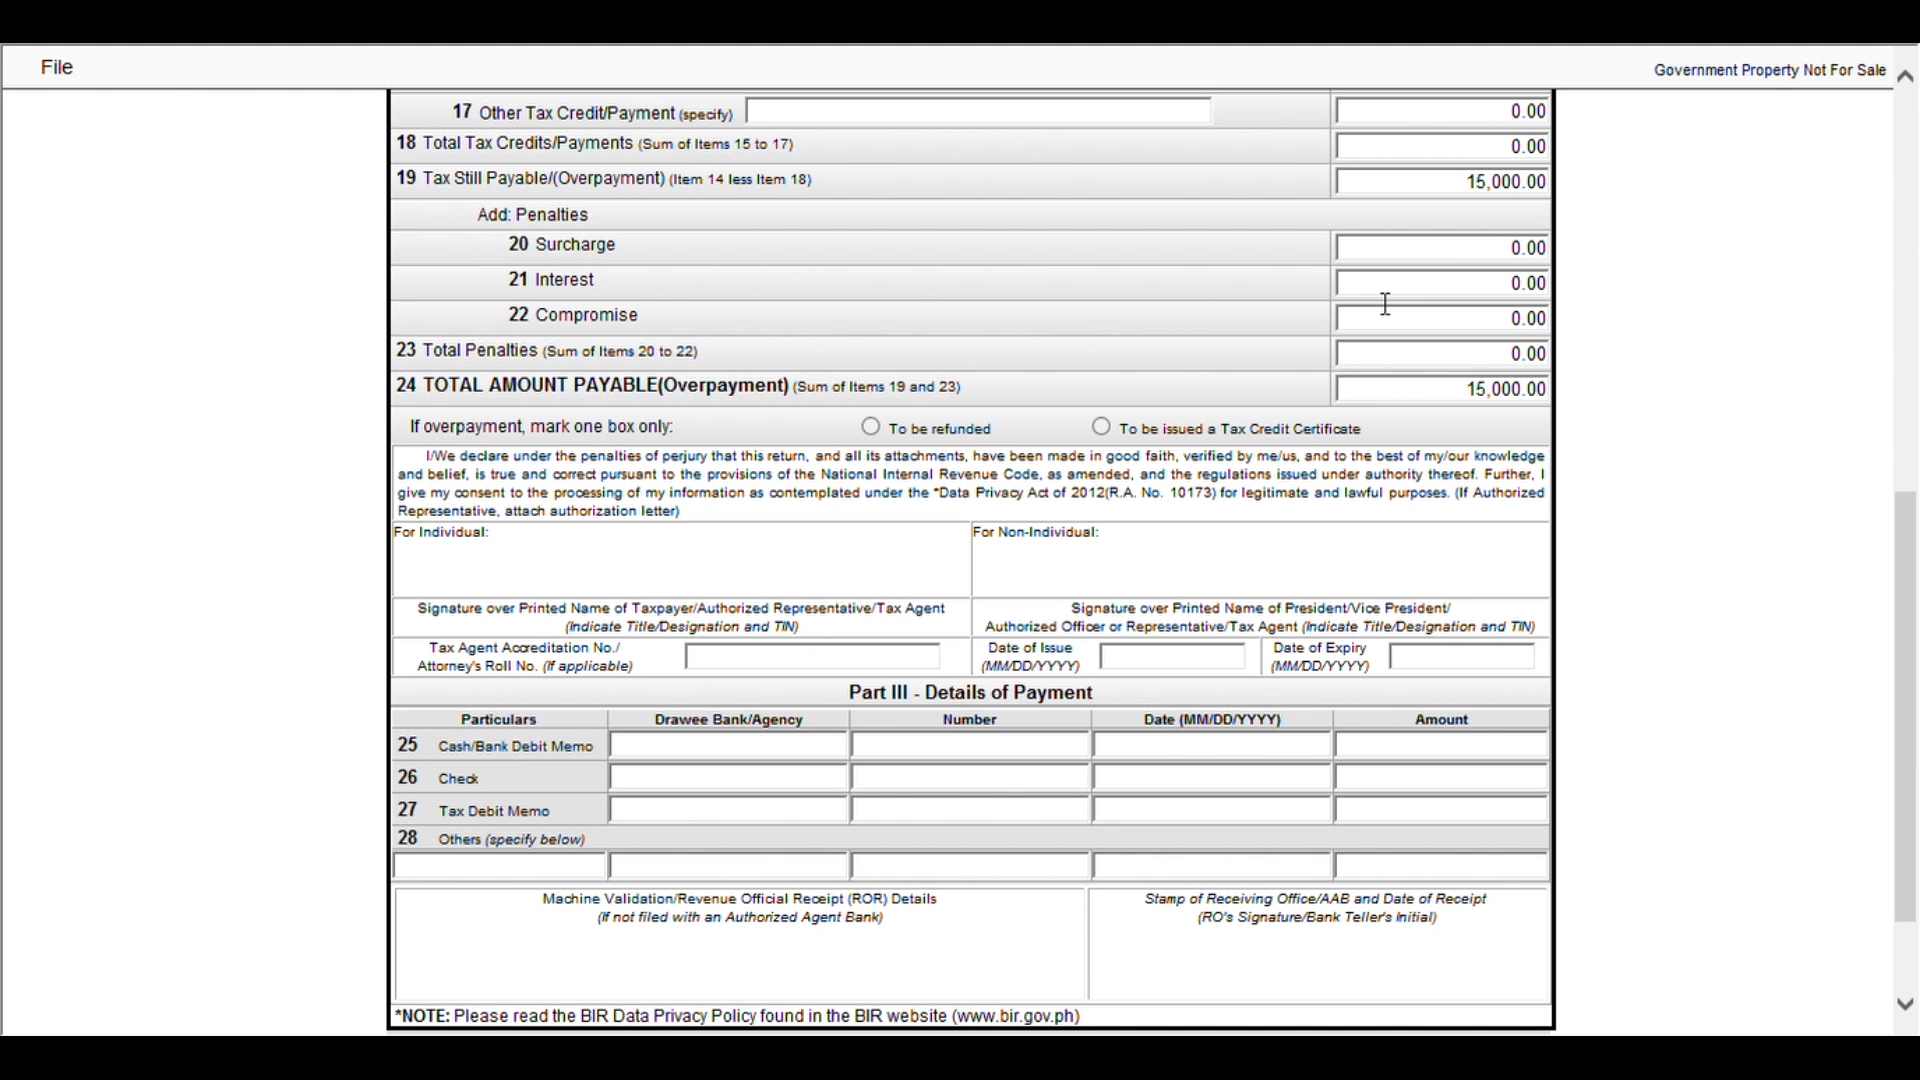 File
Government Property Not For Sale
17 Other Tax Credit/Payment (specify) 0.00
18 Total Tax Credits/Payments (Sum of Items 15 to 17) 0.00
19 Tax Still Payable/(Overpayment) (Item 14 less Item 18) 15,000.00
Add: Penalties
20 Surcharge 0.00
21 Interest 0.00
22 Compromise 0.00
23 Total Penalties (Sum of Items 20 to 22) 0.00
24 TOTAL AMOUNT PAYABLE(Overpayment) (Sum of Items 19 and 23) 15,000.00
If overpayment, mark one box only: To be refunded To be issued a Tax Credit Certificate
I/We declare under the penalties of perjury that this return, and all its attachments, have been made in good faith, verified by me/us, and to the best of my/our knowledge
and belief, is true and correct pursuant to the provisions of the National Internal Revenue Code, as amended, and the regulations issued under authority thereof. Further, I
give my consent to the processing of my information as contemplated under the *Data Privacy Act of 2012(R.A. No. 10173) for legitimate and lawful purposes. (If Authorized
Representative, attach authorization letter)
For Individual:
For Non-Individual:
Signature over Printed Name of Taxpayer/Authorized Representative/Tax Agent
(Indicate Title/Designation and TIN)
Signature over Printed Name of President/Vice President/
Authorized Officer or Representative/Tax Agent (Indicate Title/Designation and TIN)
Tax Agent Accreditation No./
Attorney's Roll No. (If applicable)
Date of Issue
(MM/DD/YYYY)
Date of Expiry
(MM/DD/YYYY)
Part III - Details of Payment
Particulars Drawee Bank/Agency Number Date (MM/DD/YYYY) Amount
25 Cash/Bank Debit Memo
26 Check
27 Tax Debit Memo
28 Others (specify below)
Machine Validation/Revenue Official Receipt (ROR) Details
(If not filed with an Authorized Agent Bank)
Stamp of Receiving Office/AAB and Date of Receipt
(RO's Signature/Bank Teller's Initial)
*NOTE: Please read the BIR Data Privacy Policy found in the BIR website (www.bir.gov.ph)